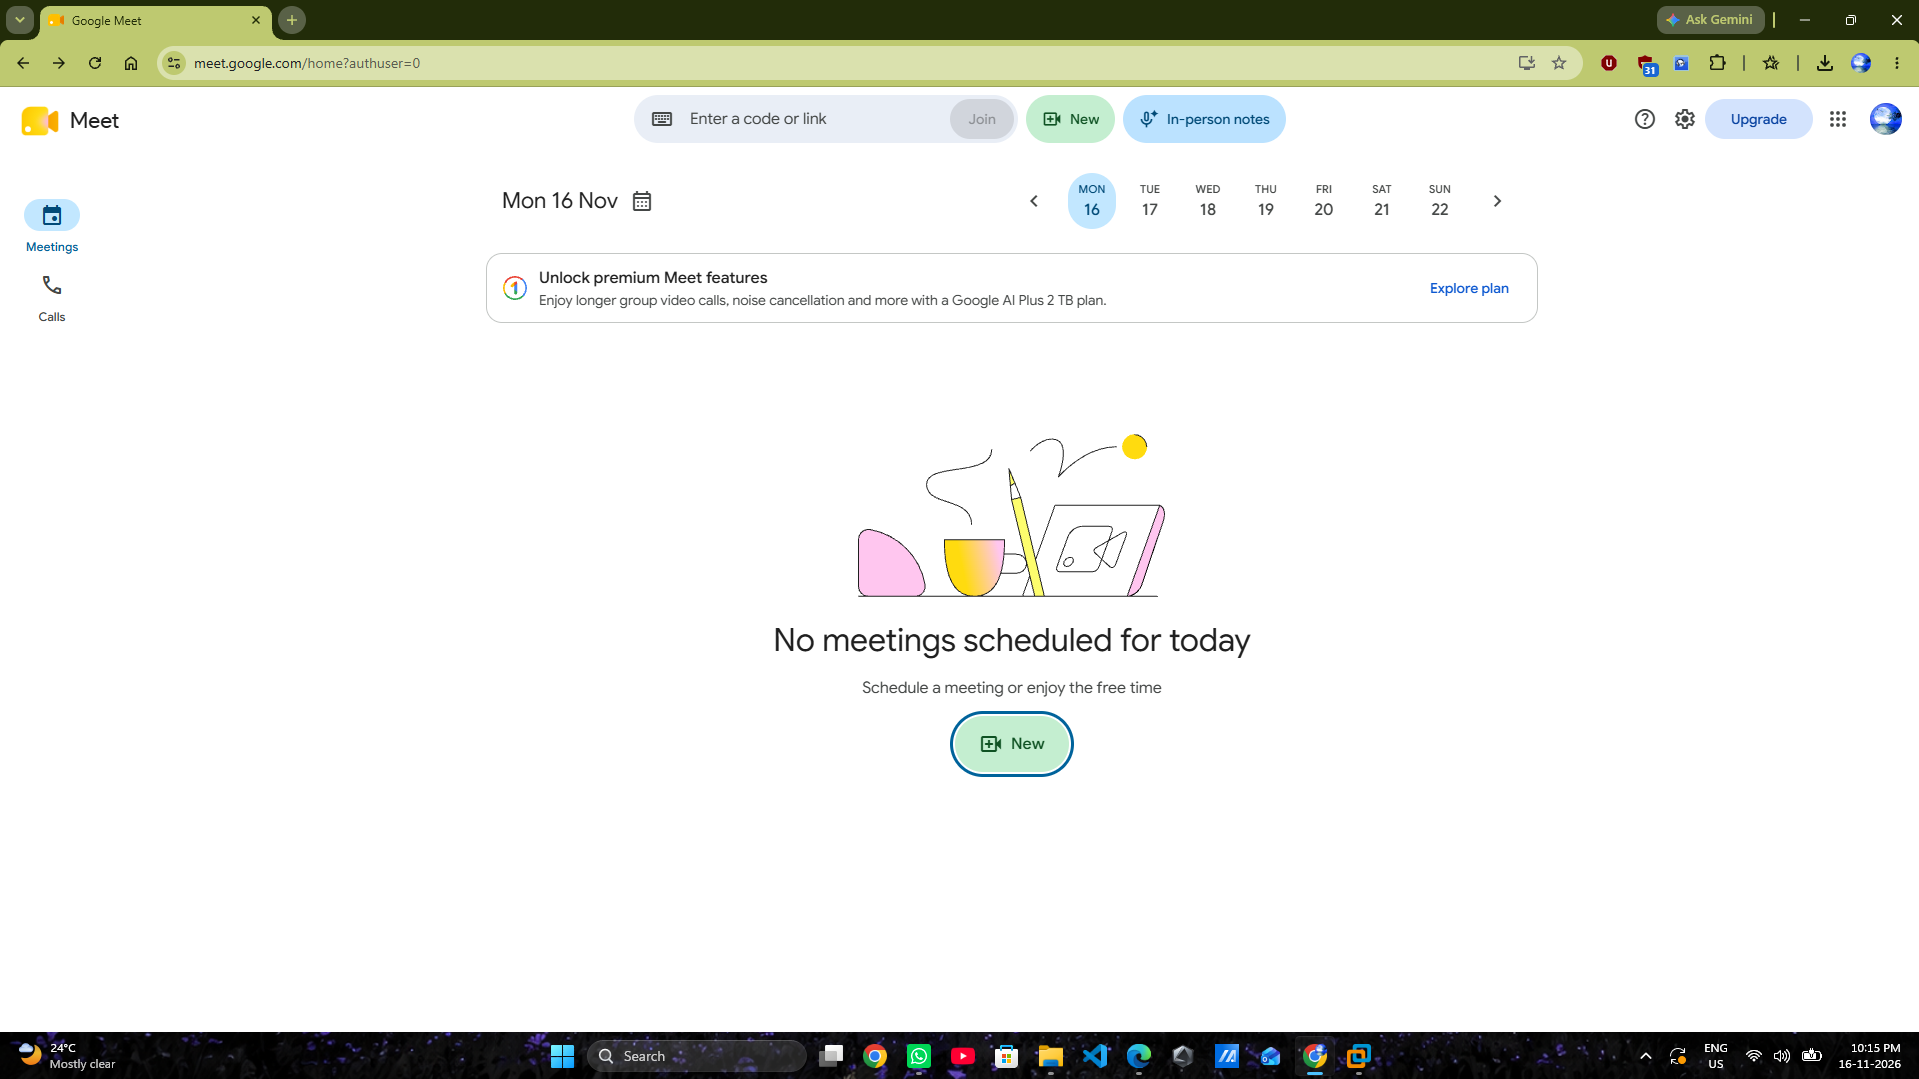 Google Meet
Ask Gemini
meet.google.com/home?authuser=0
31
Meet
Enter a code or link
Join
New
In-person notes
Upgrade
Mon 16 Nov
MON TUE WED THU FRI SAT SUN
16 17 18 19 20 21 22
Meetings
Calls
Unlock premium Meet features
Enjoy longer group video calls, noise cancellation and more with a Google AI Plus 2 TB plan.
Explore plan
No meetings scheduled for today
Schedule a meeting or enjoy the free time
New
24°C
Mostly clear
Search
ENG
US
10:15 PM
16-11-2026